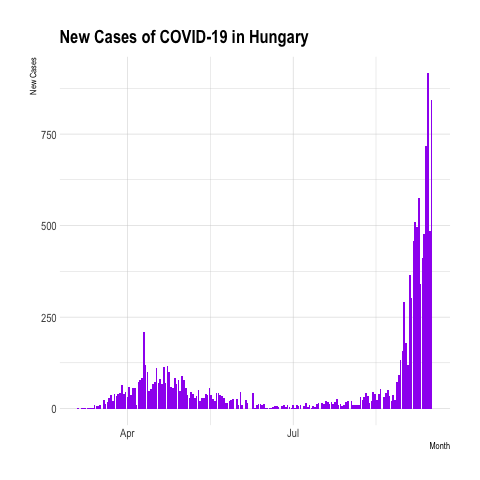 New Cases of COVID-19 in Hungary
New Cases
750
500
250
0
Apr
Jul
Month